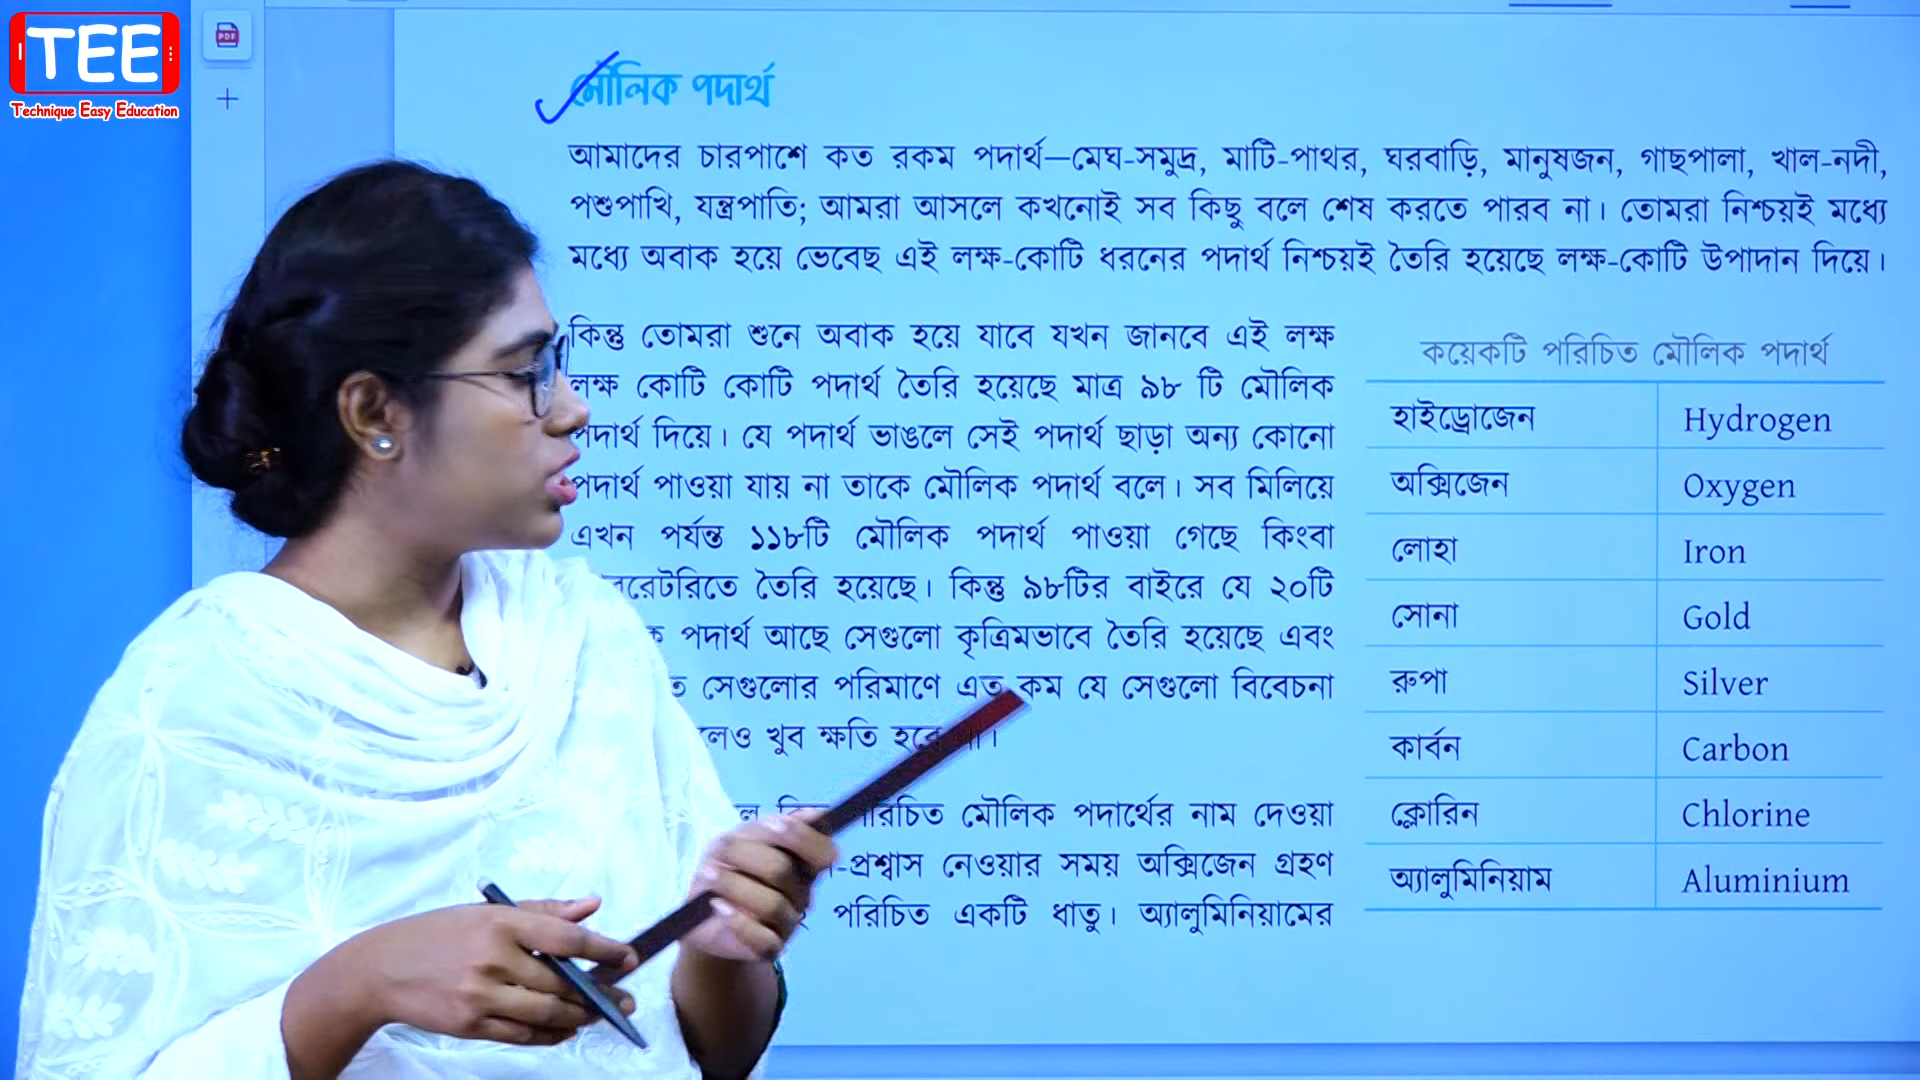 TEE
Technique Easy Education
PDF
মৌলিক পদার্থ
আমাদের চারপাশে কত রকম পদার্থ—মেঘ-সমুদ্র, মাটি-পাথর, ঘরবাড়ি, মানুষজন, গাছপালা, খাল-নদী,
পশুপাখি, যন্ত্রপাতি; আমরা আসলে কখনোই সব কিছু বলে শেষ করতে পারব না। তোমরা নিশ্চয়ই মধ্যে
মধ্যে অবাক হয়ে ভেবেছ এই লক্ষ-কোটি ধরনের পদার্থ নিশ্চয়ই তৈরি হয়েছে লক্ষ-কোটি উপাদান দিয়ে।
কিন্তু তোমরা শুনে অবাক হয়ে যাবে যখন জানবে এই লক্ষ
লক্ষ কোটি কোটি পদার্থ তৈরি হয়েছে মাত্র ৯৮ টি মৌলিক
পদার্থ দিয়ে। যে পদার্থ ভাঙলে সেই পদার্থ ছাড়া অন্য কোনো
পদার্থ পাওয়া যায় না তাকে মৌলিক পদার্থ বলে। সব মিলিয়ে
এখন পর্যন্ত ১১৮টি মৌলিক পদার্থ পাওয়া গেছে কিংবা
তৈরি হয়েছে। কিন্তু ৯৮টির বাইরে যে ২০টি
পদার্থ আছে সেগুলো কৃত্রিমভাবে তৈরি হয়েছে এবং
সেগুলোর পরিমাণে এত কম যে সেগুলো বিবেচনা
খুব ক্ষতি হবে না।
পরিচিত মৌলিক পদার্থের নাম দেওয়া
-প্রশ্বাস নেওয়ার সময় অক্সিজেন গ্রহণ
পরিচিত একটি ধাতু। অ্যালুমিনিয়ামের
কয়েকটি পরিচিত মৌলিক পদার্থ
হাইড্রোজেন Hydrogen
অক্সিজেন Oxygen
লোহা Iron
সোনা Gold
রুপা Silver
কার্বন Carbon
ক্লোরিন Chlorine
অ্যালুমিনিয়াম Aluminium